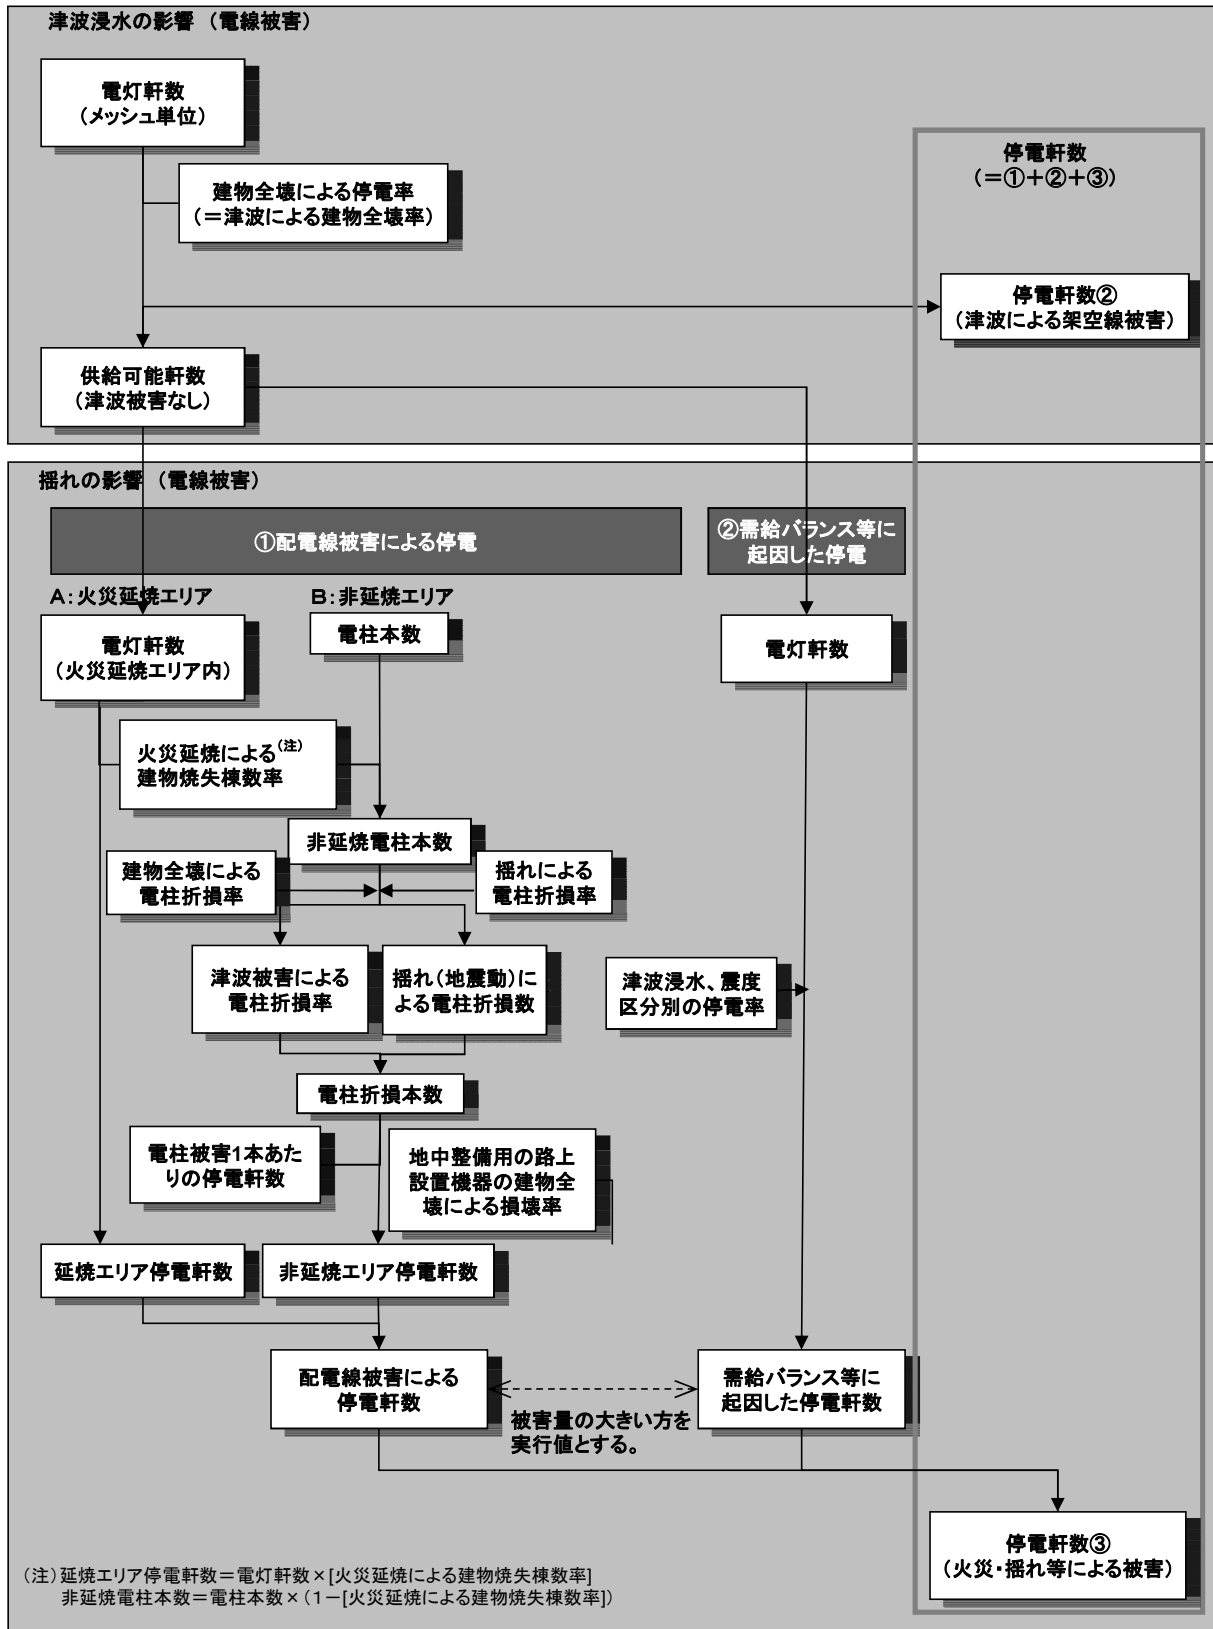 津波浸水の影響（電線被害）
電灯軒数
（メッシュ単位）
建物全壊による停電率
（＝津波による建物全壊率）
停電軒数
（＝①＋②＋③）
停電軒数②
（津波による架空線被害）
供給可能軒数
（津波被害なし）
揺れの影響（電線被害）
①配電線被害による停電
②需給バランス等に
起因した停電
A：火災延焼エリア
B：非延焼エリア
電灯軒数
（火災延焼エリア内）
電柱本数
電灯軒数
火災延焼による（注）
建物焼失棟数率
非延焼電柱本数
建物全壊による
電柱折損率
揺れによる
電柱折損率
津波被害による
電柱折損率
揺れ（地震動）に
よる電柱折損数
津波浸水、震度
区分別の停電率
電柱折損本数
電柱被害1本あた
りの停電軒数
地中整備用の路上
設置機器の建物全
壊による損壊率
延焼エリア停電軒数
非延焼エリア停電軒数
配電線被害による
停電軒数
需給バランス等に
起因した停電軒数
被害量の大きい方を
実行値とする。
停電軒数③
（火災・揺れ等による被害）
（注）延焼エリア停電軒数＝電灯軒数×[火災延焼による建物焼失棟数率]
非延焼電柱本数＝電柱本数×（1－[火災延焼による建物焼失棟数率]）